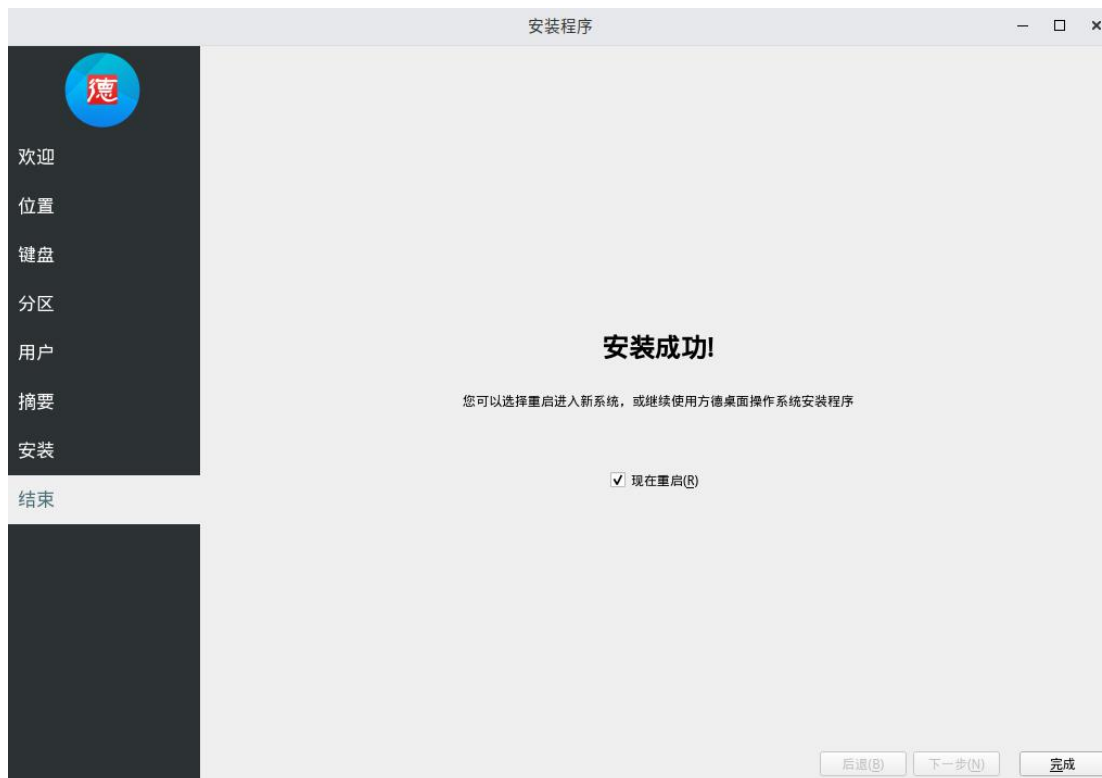 安装程序
德
欢迎
位置
键盘
分区
用户
摘要
安装
结束
安装成功!
您可以选择重启进入新系统，或继续使用方德桌面操作系统安装程序
现在重启(R)
后退(B) 下一步(N) 完成